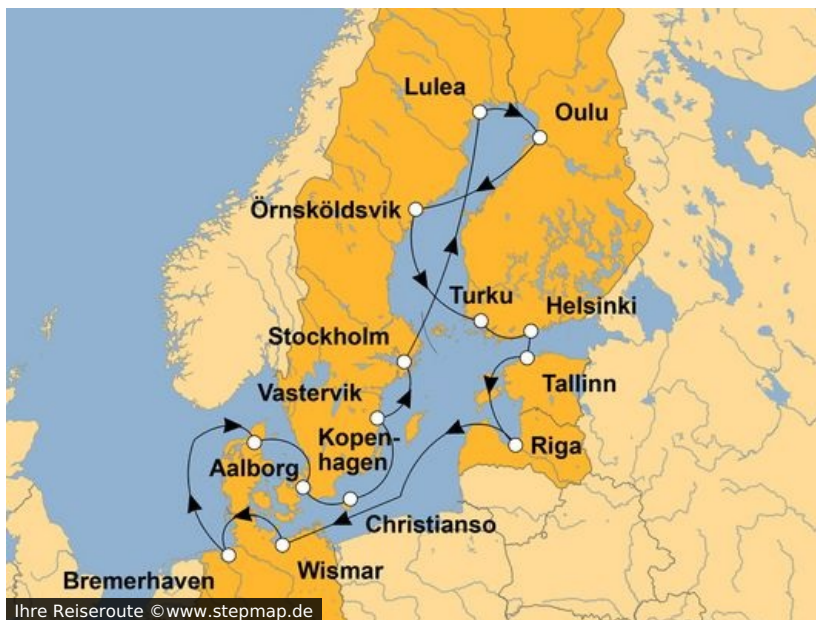 Lulea
Oulu
Örnsköldsvik
Turku
Helsinki
Stockholm
Tallinn
Vastervik
Kopen-
hagen
Riga
Aalborg
Christianso
Wismar
Bremerhaven
Ihre Reiseroute ©www.stepmap.de